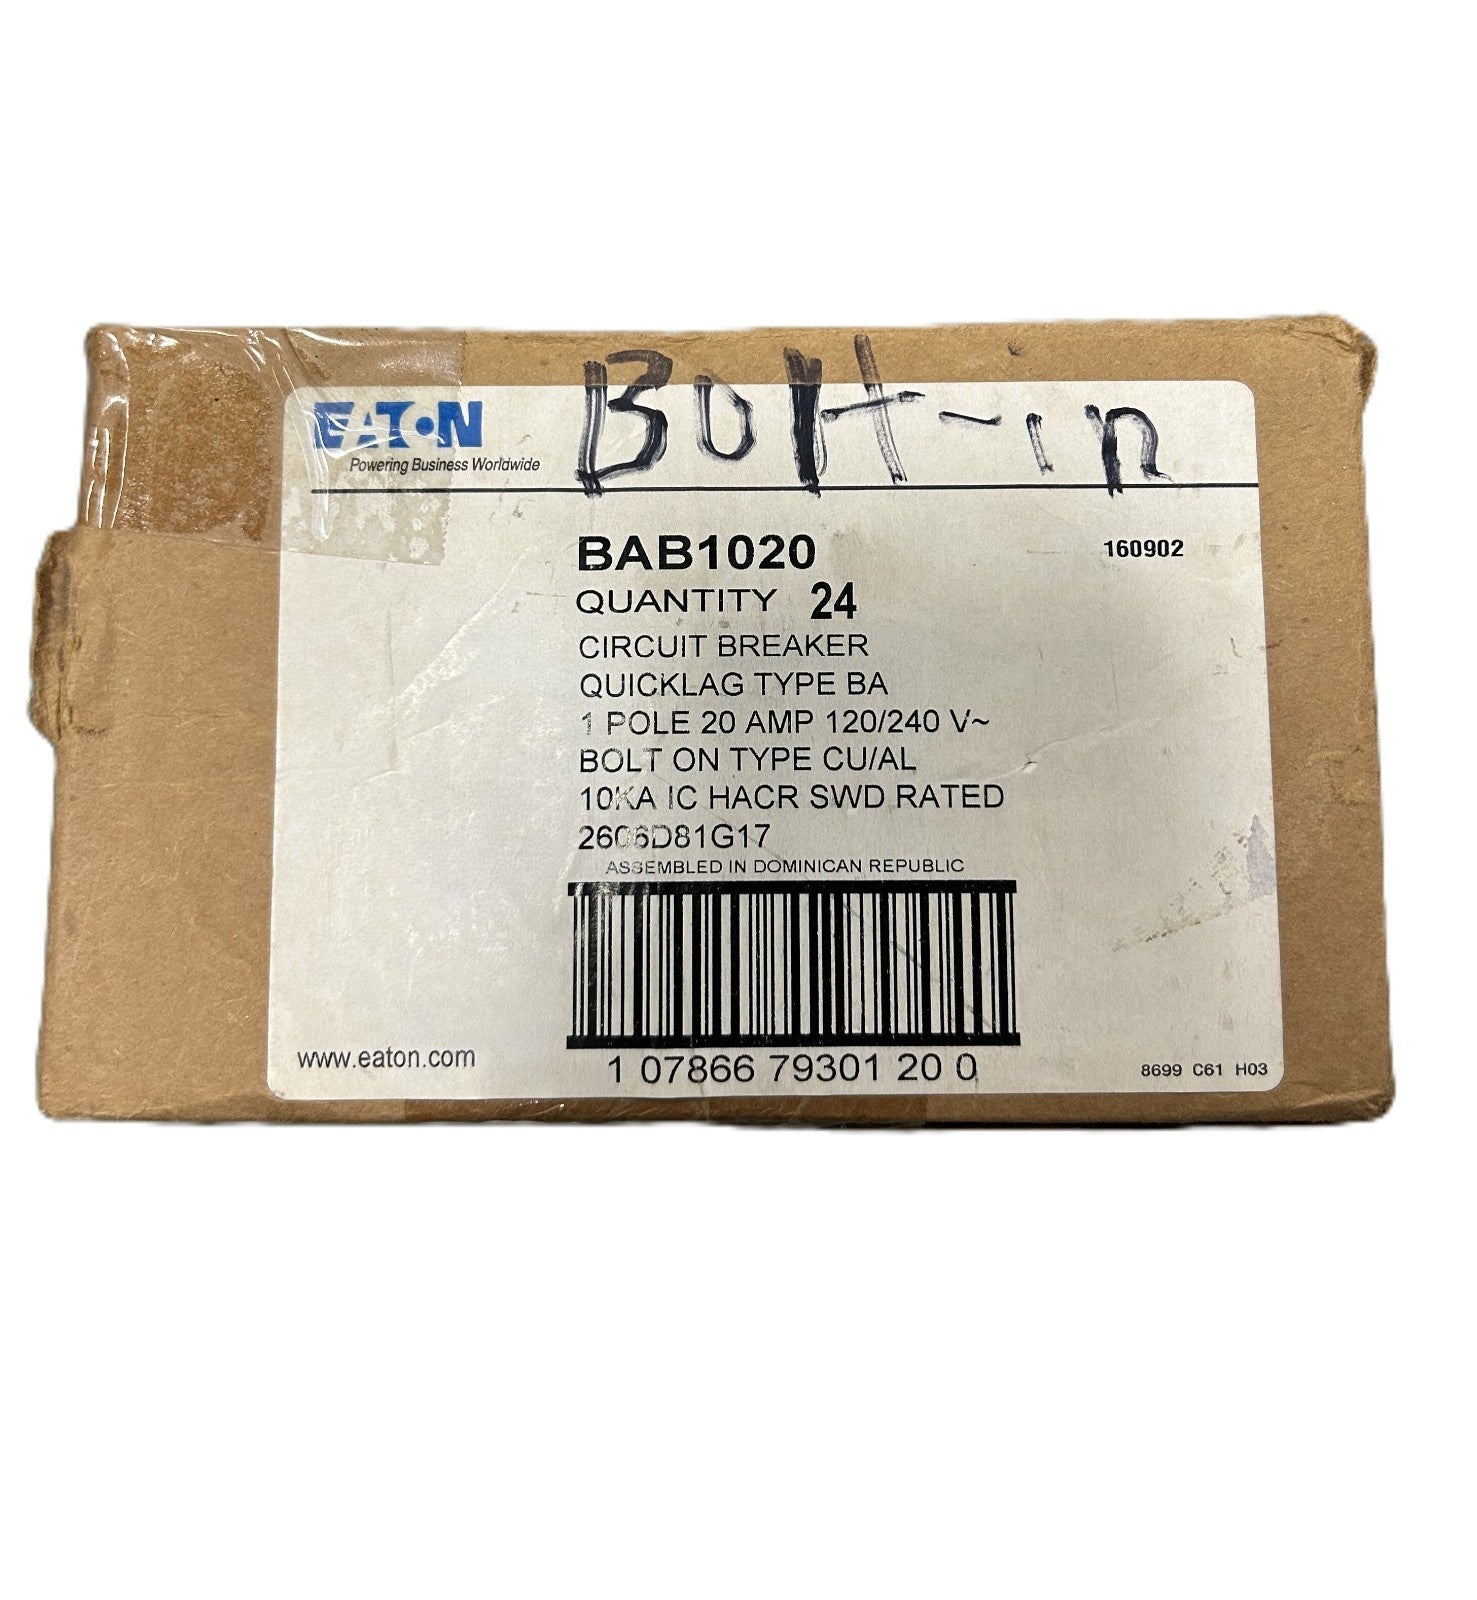 Bolt-in
EATON
Powering Business Worldwide
BAB1020 160902
QUANTITY 24
CIRCUIT BREAKER
QUICKLAG TYPE BA
1 POLE 20 AMP 120/240 V~
BOLT ON TYPE CU/AL
10KA IC HACR SWD RATED
2606D81G17
ASSEMBLED IN DOMINICAN REPUBLIC
1 07866 79301 20 0
www.eaton.com 8699 C61 H03